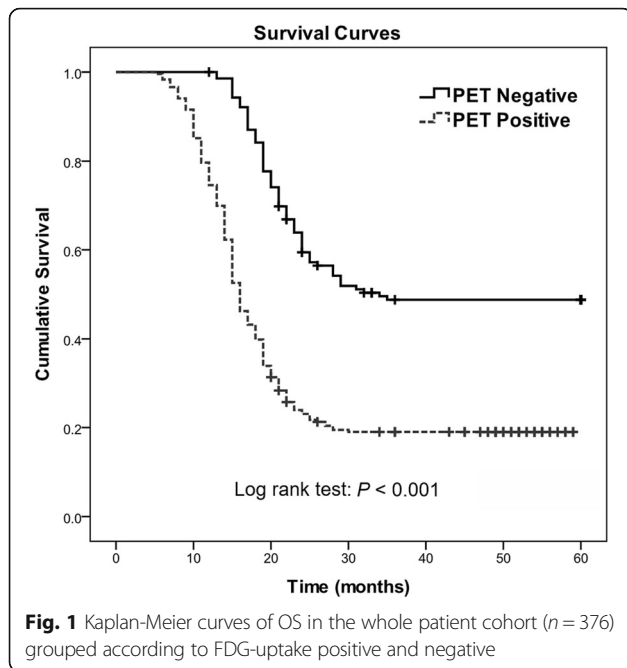 Survival Curves
1.0
0.8
0.6
0.4
0.2
0.0
Cumulative Survival
PET Negative
PET Positive
Log rank test: P < 0.001
0 10 20 30 40 50 60
Time (months)
Fig. 1 Kaplan-Meier curves of OS in the whole patient cohort (n = 376)
grouped according to FDG-uptake positive and negative